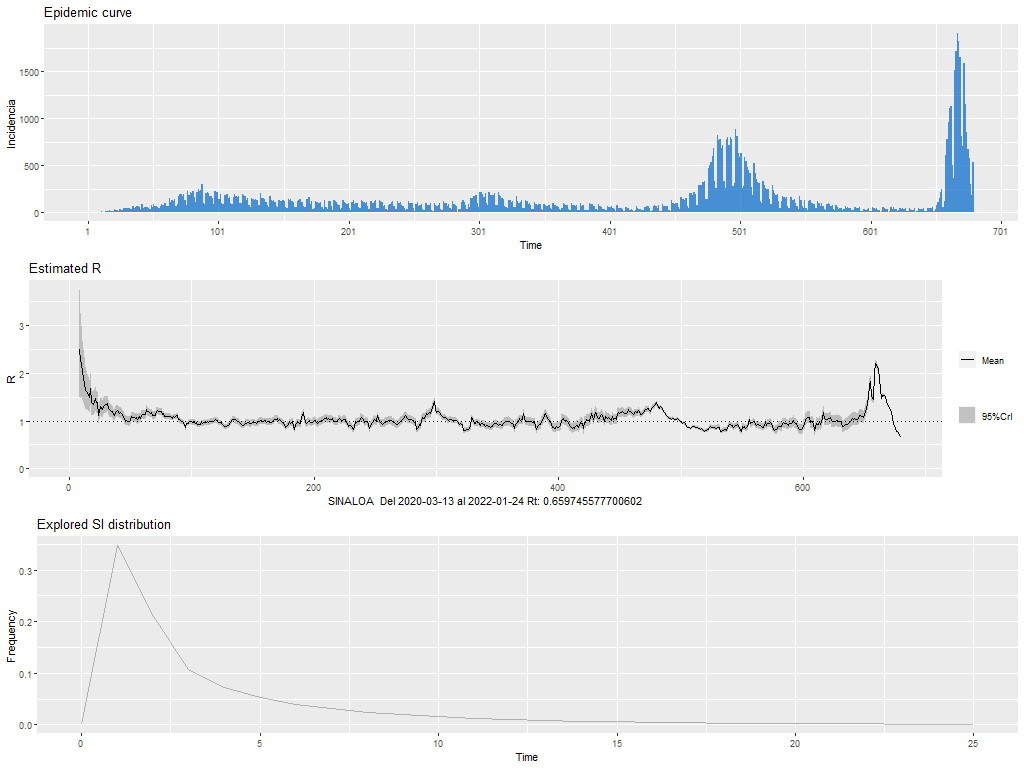 Epidemic curve
Incidencia
1500
1000
500
0
1 101 201 301 401 501 601 701
Time
Estimated R
R
3
2
1
0
0 200 400 600
SINALOA Del 2020-03-13 al 2022-01-24 Rt: 0.659745577700602
Mean
95%CrI
Explored SI distribution
Frequency
0.3
0.2
0.1
0.0
0 5 10 15 20 25
Time